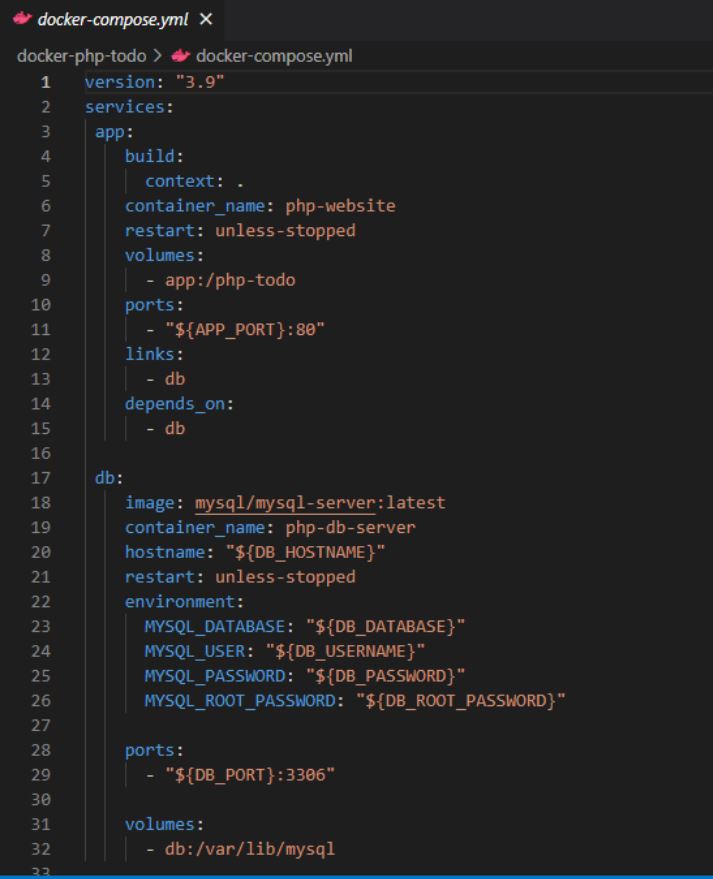 docker-compose.yml ×
docker-php-todo > docker-compose.yml
1 version: "3.9"
2 services:
3  app:
4    build:
5      context: .
6    container_name: php-website
7    restart: unless-stopped
8    volumes:
9      - app:/php-todo
10    ports:
11      - "${APP_PORT}:80"
12    links:
13      - db
14    depends_on:
15      - db
16
17  db:
18    image: mysql/mysql-server:latest
19    container_name: php-db-server
20    hostname: "${DB_HOSTNAME}"
21    restart: unless-stopped
22    environment:
23      MYSQL_DATABASE: "${DB_DATABASE}"
24      MYSQL_USER: "${DB_USERNAME}"
25      MYSQL_PASSWORD: "${DB_PASSWORD}"
26      MYSQL_ROOT_PASSWORD: "${DB_ROOT_PASSWORD}"
27
28    ports:
29      - "${DB_PORT}:3306"
30
31    volumes:
32      - db:/var/lib/mysql
33